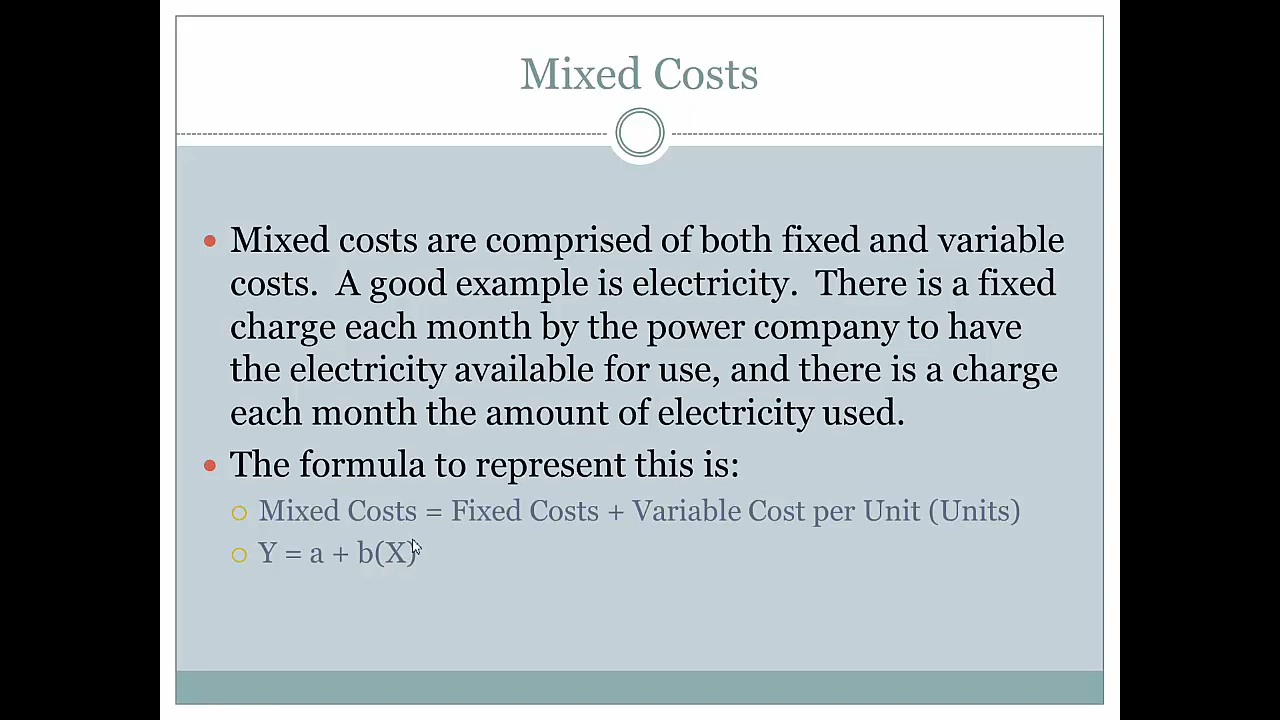 Mixed Costs
Mixed costs are comprised of both fixed and variable
costs.  A good example is electricity.  There is a fixed
charge each month by the power company to have
the electricity available for use, and there is a charge
each month the amount of electricity used.
The formula to represent this is:
Mixed Costs = Fixed Costs + Variable Cost per Unit (Units)
Y = a + b(X)